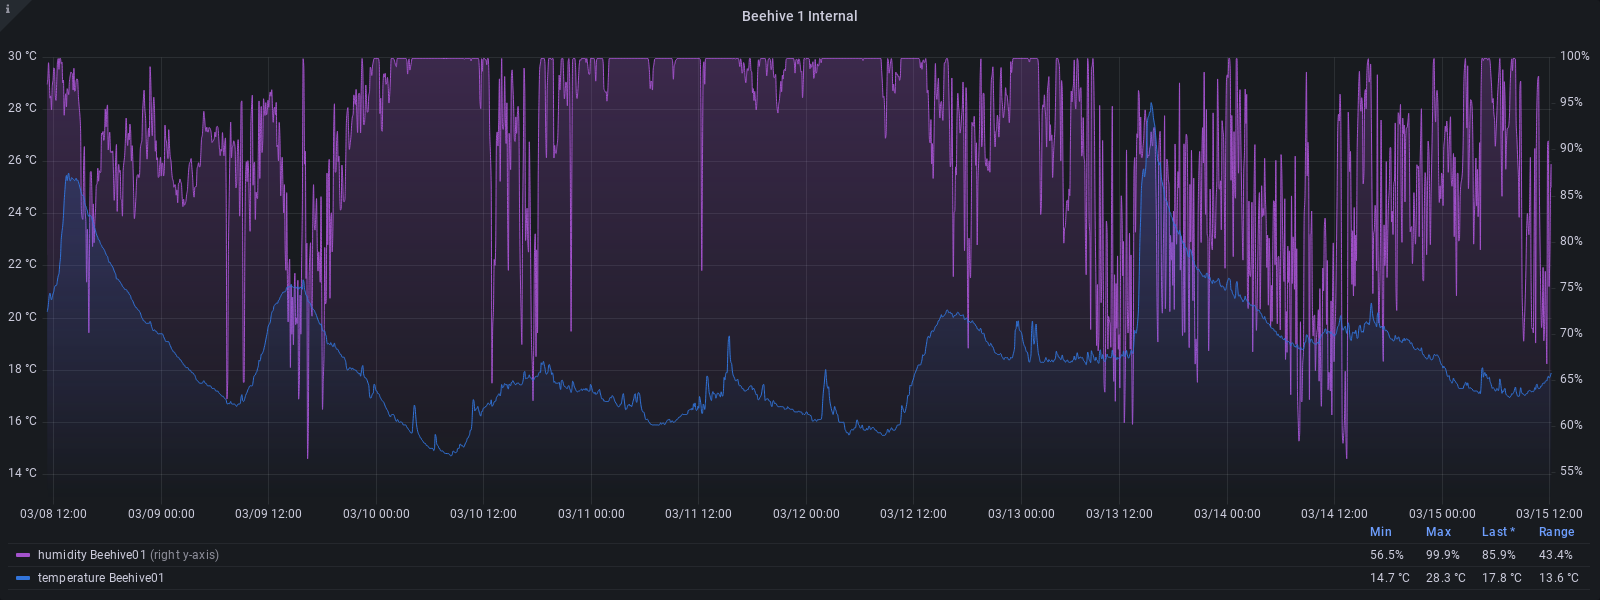 i
Beehive 1 Internal
30 °C 100%
28 °C 95%
26 °C 90%
24 °C 85%
80%
22 °C 75%
20 °C 70%
18 °C 65%
16 °C 60%
14 °C 55%
03/08 12:00 03/09 00:00 03/09 12:00 03/10 00:00 03/10 12:00 03/11 00:00 03/11 12:00 03/12 00:00 03/12 12:00 03/13 00:00 03/13 12:00 03/14 00:00 03/14 12:00 03/15 00:00 03/15 12:00
Min Max Last * Range
humidity Beehive01 (right y-axis) 56.5% 99.9% 85.9% 43.4%
temperature Beehive01 14.7 °C 28.3 °C 17.8 °C 13.6 °C